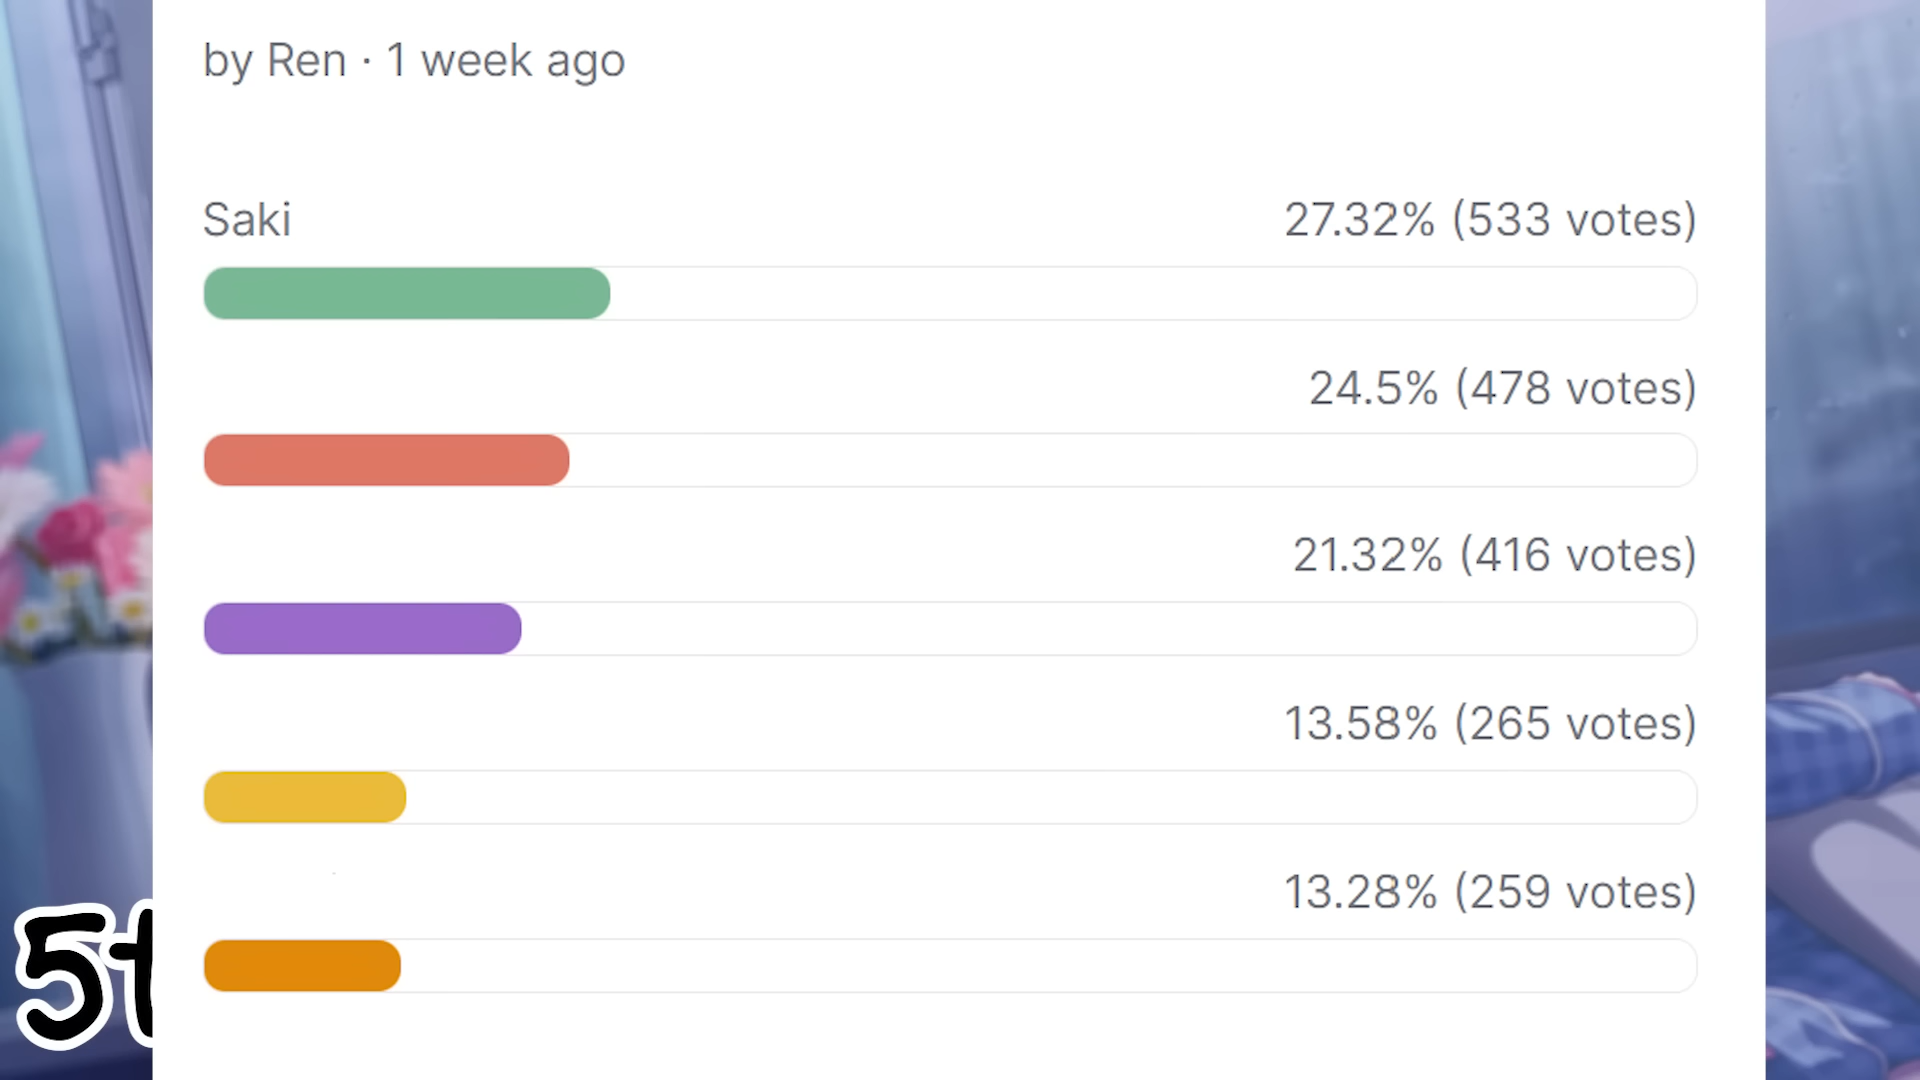 by Ren · 1 week ago
Saki 27.32% (533 votes)
24.5% (478 votes)
21.32% (416 votes)
13.58% (265 votes)
13.28% (259 votes)
5t